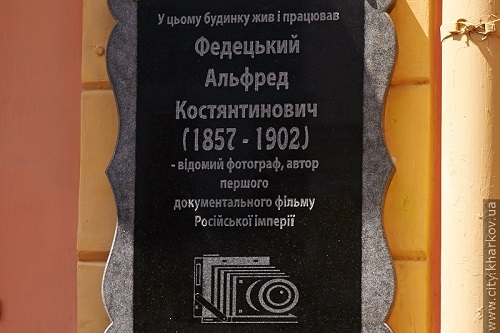 У цьому будинку жив і працював
Федецький
Альфред
Костянтинович
(1857 - 1902)
- відомий фотограф, автор
першого
документального фільму
Російської імперії
www.city.kharkov.ua